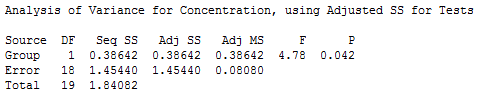 Analysis of Variance for Concentration, using Adjusted SS for Tests
Source DF Seq SS Adj SS Adj MS F P
Group 1 0.38642 0.38642 0.38642 4.78 0.042
Error 18 1.45440 1.45440 0.08080
Total 19 1.84082